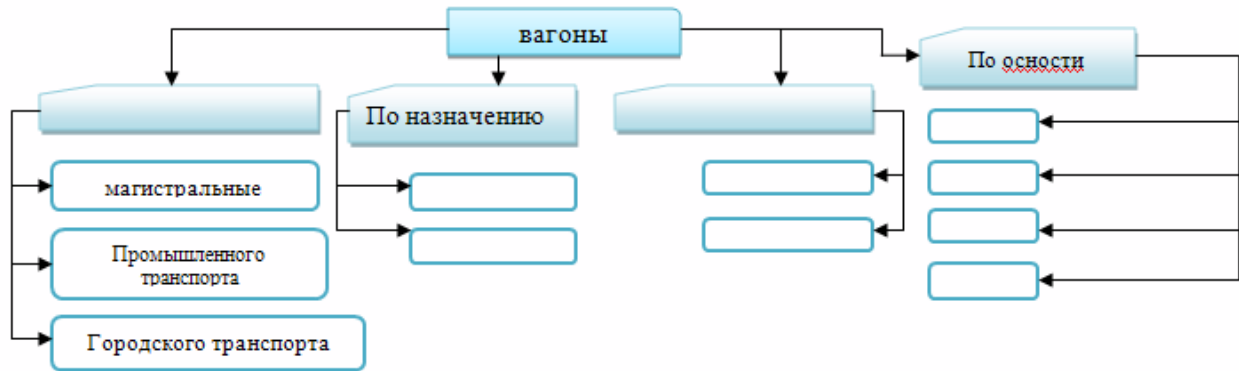 вагоны
По осности
По назначению
магистральные
Промышленного
транспорта
Городского транспорта